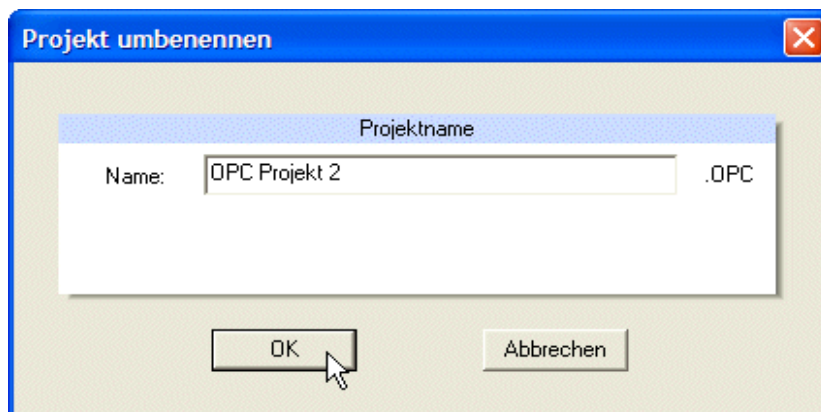 Projekt umbenennen
Projektname
Name: OPC Projekt 2 .OPC
OK Abbrechen